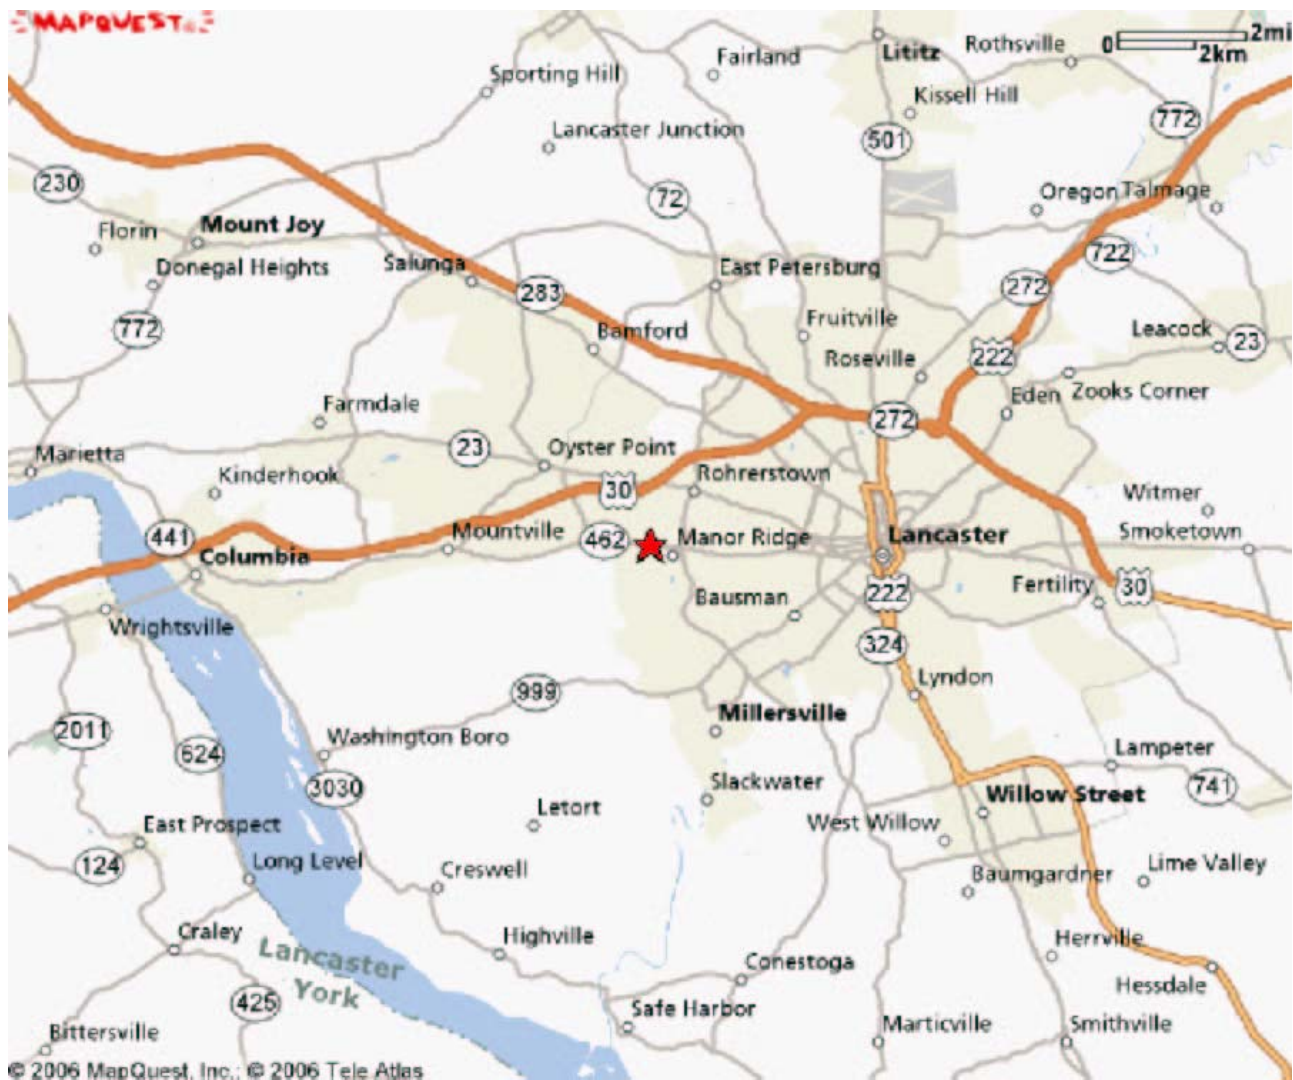 MAPQUEST
0 2mi
2km
Fairland
Lititz
Rothsville
Sporting Hill
Kissell Hill
772
Lancaster Junction
501
230
72
Oregon
Talmage
Florin
Mount Joy
722
Donegal Heights
Salunga
East Petersburg
283
272
772
Bamford
Fruitville
Leacock
23
222
Roseville
Farmdale
Eden
Zooks Corner
272
23
Oyster Point
Marietta
Kinderhook
Rohrerstown
30
Witmer
441
Mountville
462
Manor Ridge
Lancaster
Smoketown
Columbia
222
Fertility
30
Bausman
Wrightsville
324
Lyndon
999
Millersville
2011
Washington Boro
624
Lampeter
3030
Slackwater
741
Willow Street
Letort
East Prospect
West Willow
124
Long Level
Creswell
Baumgardner
Lime Valley
Craley
Highville
Herrville
Lancaster
Conestoga
York
425
Hessdale
Safe Harbor
Bittersville
Marticville
Smithville
© 2006 MapQuest, Inc.; © 2006 Tele Atlas